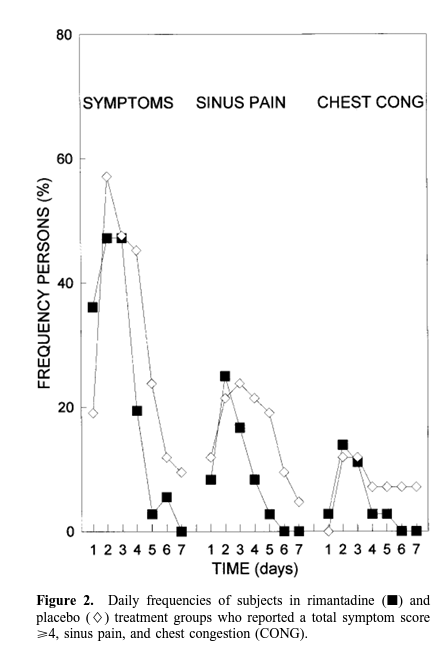 80
SYMPTOMS SINUS PAIN CHEST CONG
60
FREQUENCY PERSONS (%)
40
20
0
1 2 3 4 5 6 7 1 2 3 4 5 6 7 1 2 3 4 5 6 7
TIME (days)
Figure 2. Daily frequencies of subjects in rimantadine (■) and
placebo (◇) treatment groups who reported a total symptom score
≥4, sinus pain, and chest congestion (CONG).